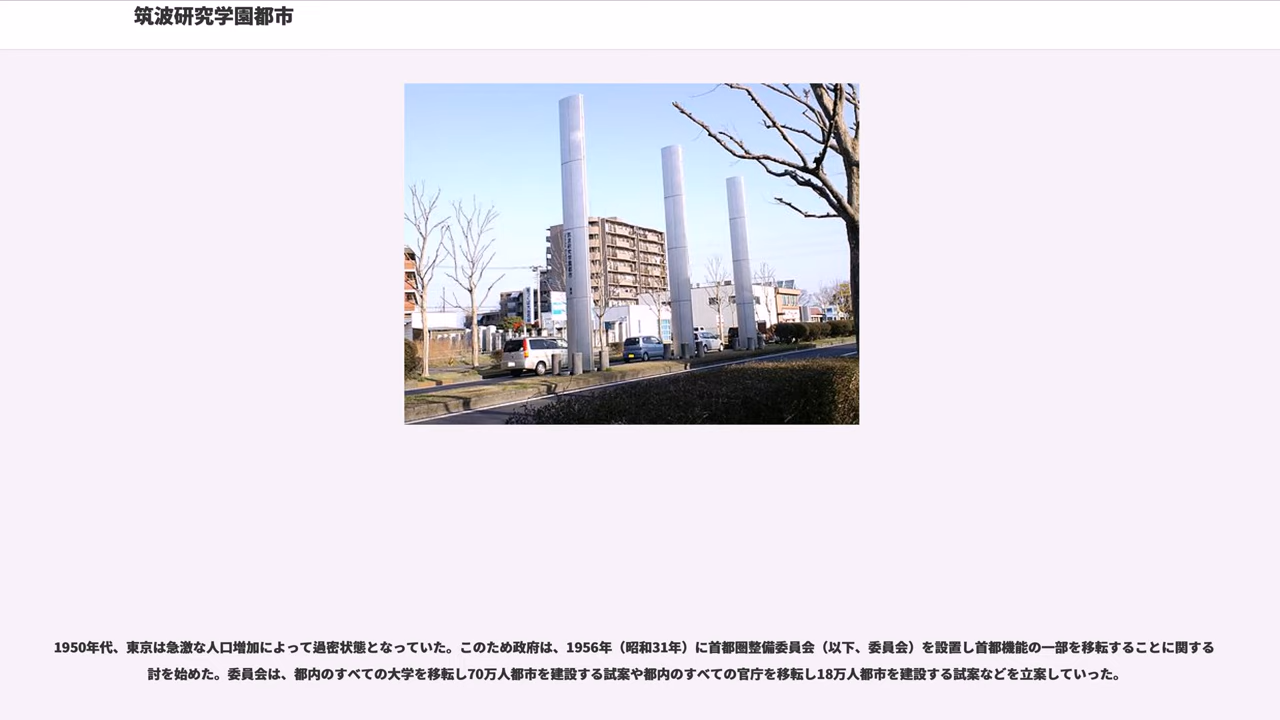 筑波研究学園都市
筑波研究学園都市
1950年代、東京は急激な人口増加によって過密状態となっていた。このため政府は、1956年（昭和31年）に首都圏整備委員会（以下、委員会）を設置し首都機能の一部を移転することに関する
討を始めた。委員会は、都内のすべての大学を移転し70万人都市を建設する試案や都内のすべての官庁を移転し18万人都市を建設する試案などを立案していった。